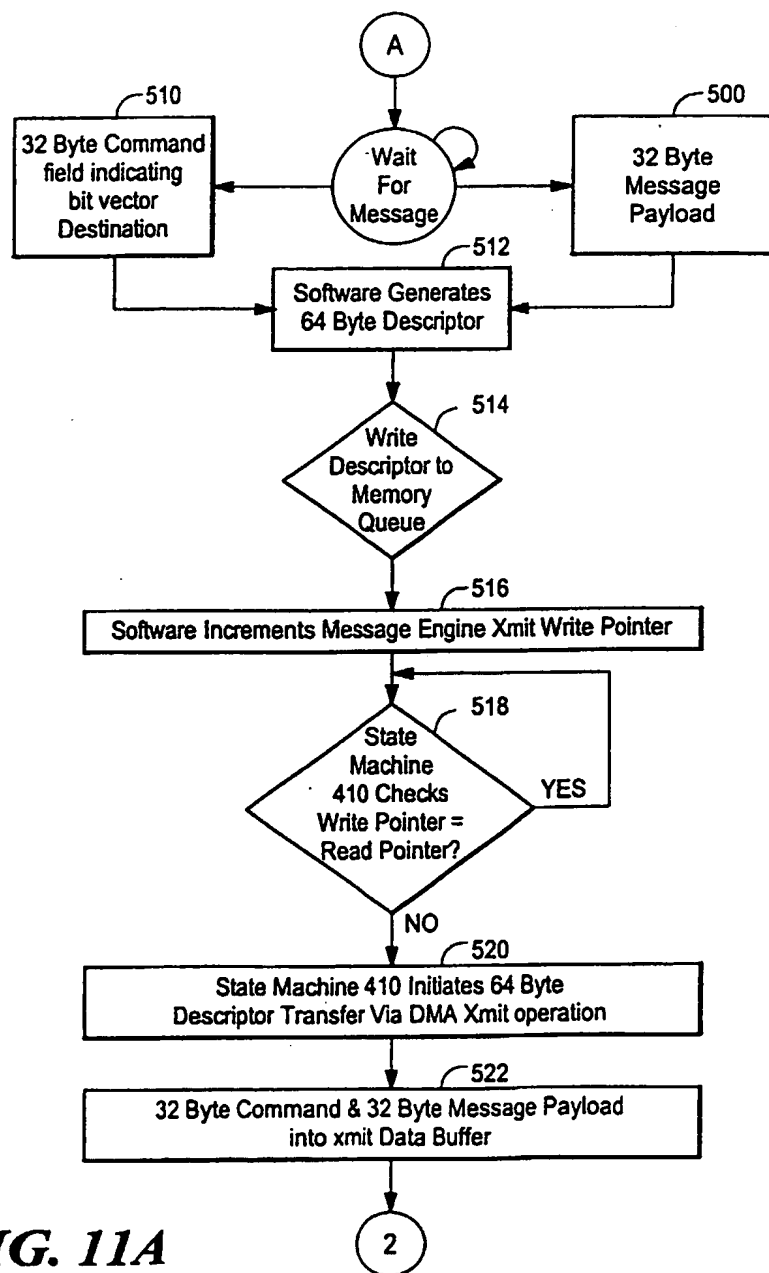 A
510
32 Byte Command
field indicating
bit vector
Destination
Wait
For
Message
500
32 Byte
Message
Payload
512
Software Generates
64 Byte Descriptor
514
Write
Descriptor to
Memory
Queue
516
Software Increments Message Engine Xmit Write Pointer
518
State
Machine
410 Checks
Write Pointer =
Read Pointer?
YES
NO
520
State Machine 410 Initiates 64 Byte
Descriptor Transfer Via DMA Xmit operation
522
32 Byte Command & 32 Byte Message Payload
into xmit Data Buffer
2
IG. 11A